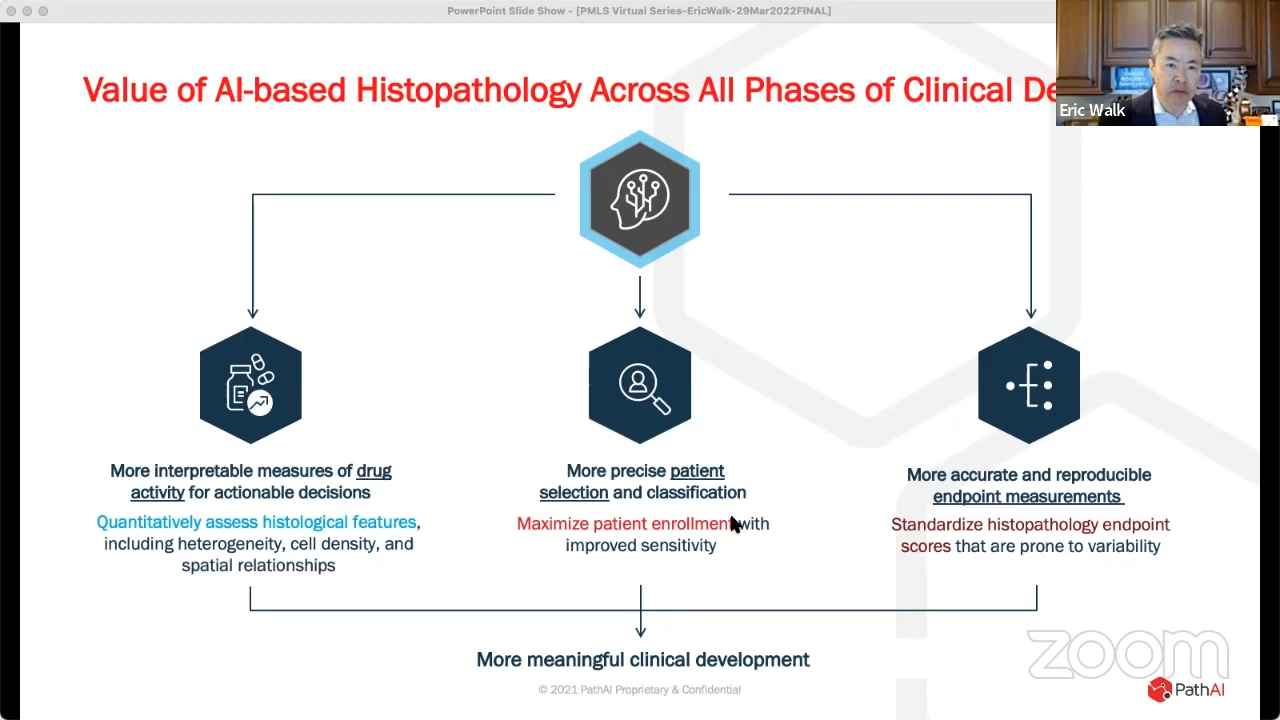 PowerPoint Slide Show - [PMLS Virtual Series-EricWalk-29Mar2022FINAL]
Value of AI-based Histopathology Across All Phases of Clinical De
Eric Walk
More interpretable measures of drug
activity for actionable decisions
Quantitatively assess histological features,
including heterogeneity, cell density, and
spatial relationships
More precise patient
selection and classification
Maximize patient enrollment with
improved sensitivity
More accurate and reproducible
endpoint measurements
Standardize histopathology endpoint
scores that are prone to variability
More meaningful clinical development
© 2021 PathAI Proprietary & Confidential
zoom
PathAI